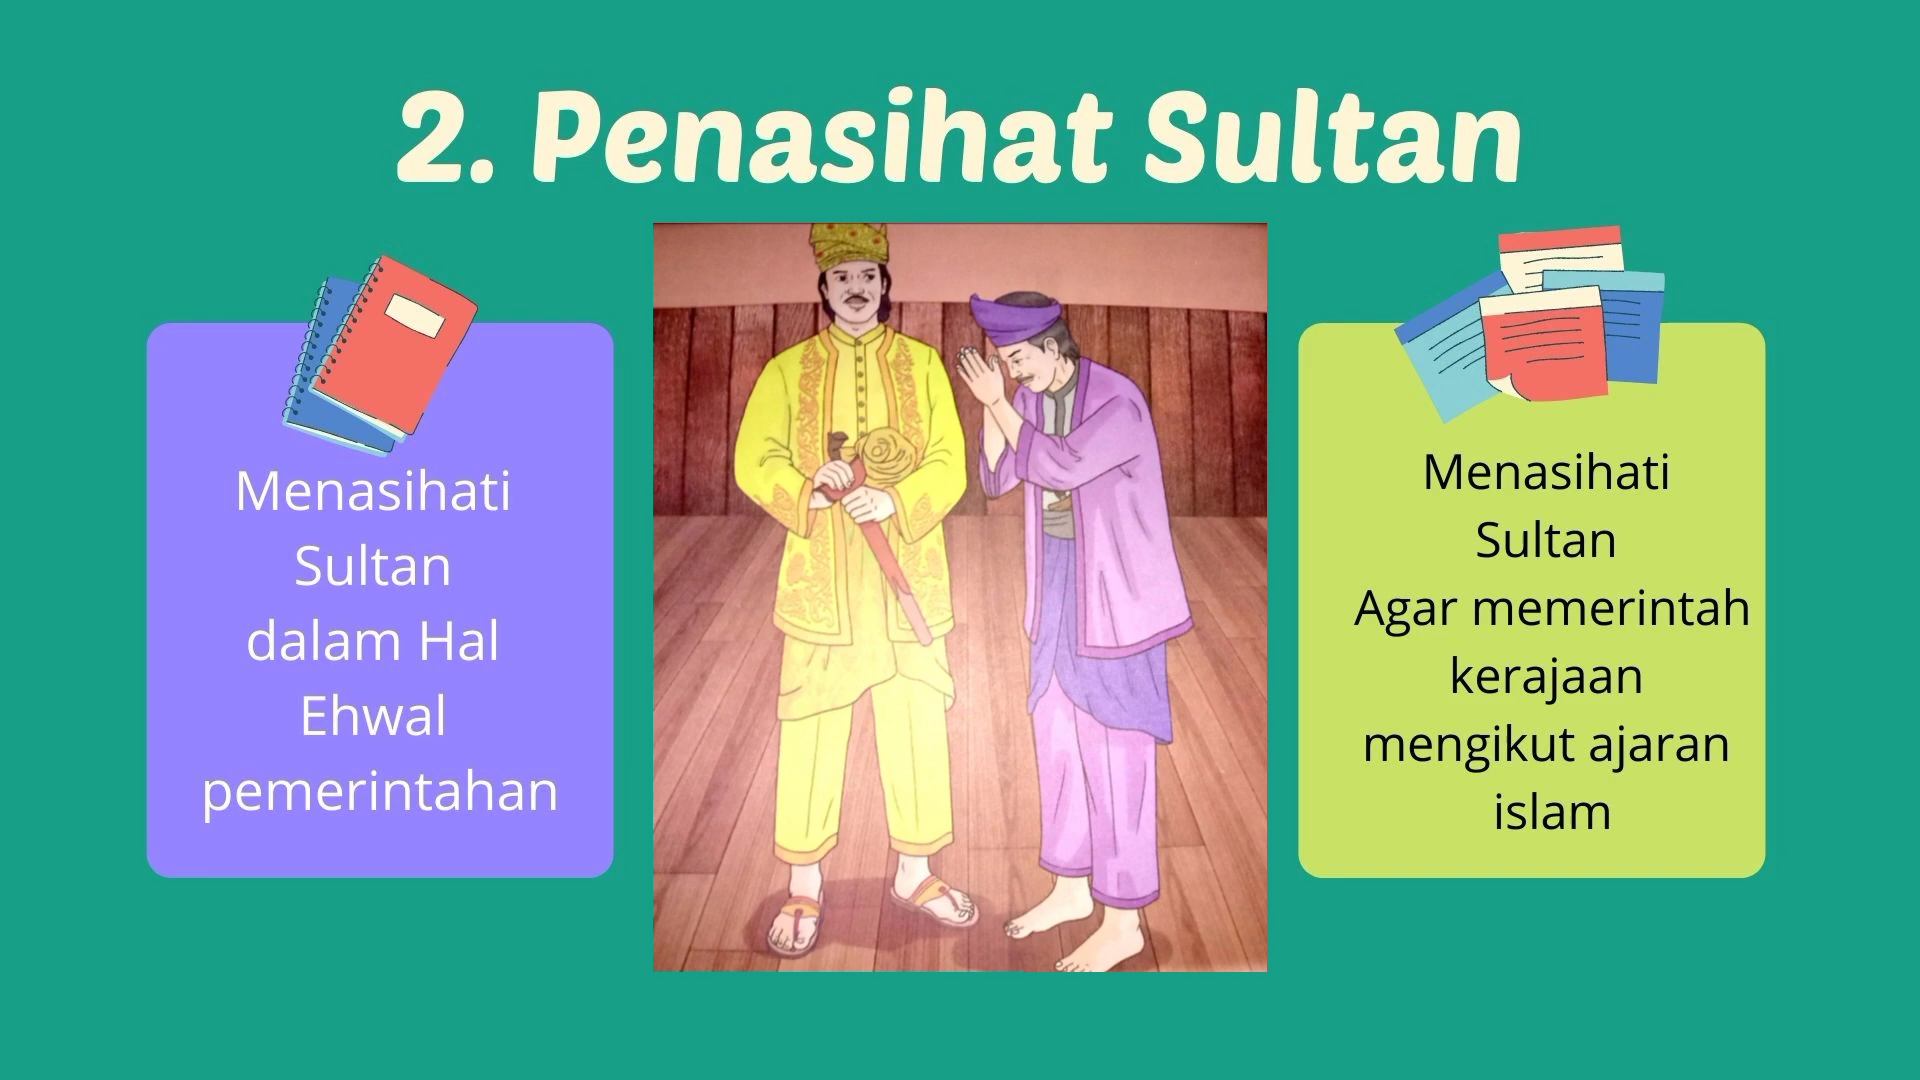 2. Penasihat Sultan
Menasihati
Sultan
dalam Hal
Ehwal
pemerintahan
Menasihati
Sultan
Agar memerintah
kerajaan
mengikut ajaran
islam